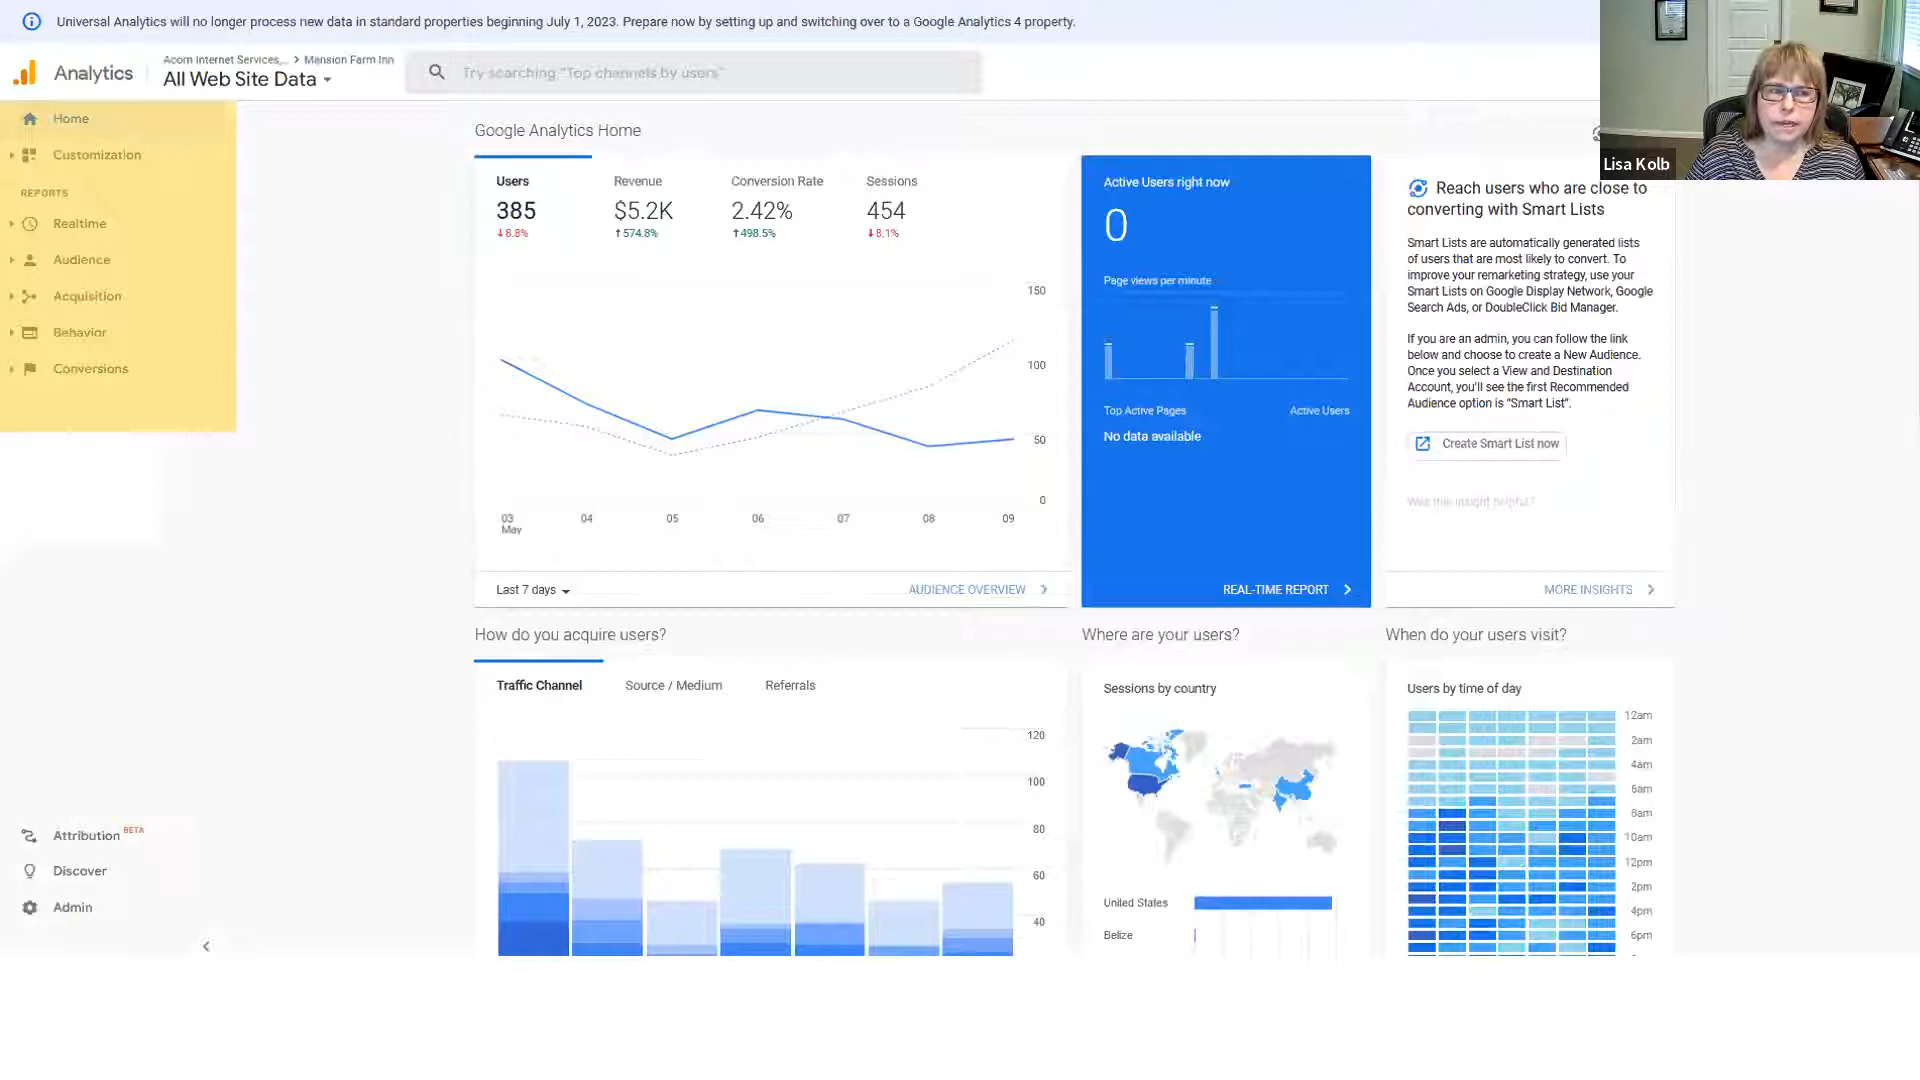 Universal Analytics will no longer process new data in standard properties beginning July 1, 2023. Prepare now by setting up and switching over to a Google Analytics 4 property.
Analytics
Acorn Internet Services,... > Mansion Farm Inn
All Web Site Data
Try searching "Top channels by users"
Lisa Kolb
Home
Customization
REPORTS
Realtime
Audience
Acquisition
Behavior
Conversions
Attribution BETA
Discover
Admin
Google Analytics Home
Users
385
↓8.8%
Revenue
$5.2K
↑574.8%
Conversion Rate
2.42%
↑498.5%
Sessions
454
↓8.1%
150
100
50
0
03
May
04
05
06
07
08
09
Last 7 days
AUDIENCE OVERVIEW
Active Users right now
0
Page views per minute
Top Active Pages
Active Users
No data available
REAL-TIME REPORT
Reach users who are close to
converting with Smart Lists
Smart Lists are automatically generated lists
of users that are most likely to convert. To
improve your remarketing strategy, use your
Smart Lists on Google Display Network, Google
Search Ads, or DoubleClick Bid Manager.
If you are an admin, you can follow the link
below and choose to create a New Audience.
Once you select a View and Destination
Account, you'll see the first Recommended
Audience option is "Smart List".
Create Smart List now
Was this insight helpful?
MORE INSIGHTS
How do you acquire users?
Traffic Channel
Source / Medium
Referrals
120
100
80
60
40
Where are your users?
Sessions by country
United States
Belize
When do your users visit?
Users by time of day
12am
2am
4am
6am
8am
10am
12pm
2pm
4pm
6pm